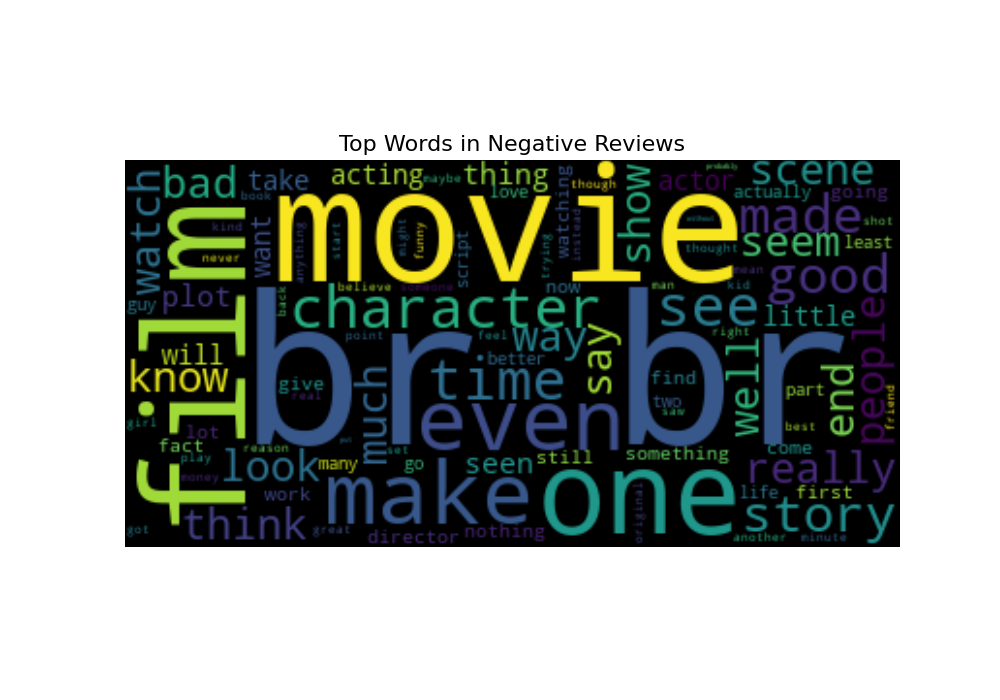 Top Words in Negative Reviews
watch
bad
take
book
acting
maybe
thing
love
watching
though
instead
show
actor
probably
scene
actually
going
kind
never
want
anything
start
movie
might
funny
script
trying
thought
without
made
seem
shot
least
mean
kid
good
guy
plot
film
back
believe
someone
now
man
see
little
people
character
br br
point
feel
way
better
say
right
will
know
give
real
much
time
even
find
two
saw
well
part
best
end
friend
girl
lot
fact
play
money
reason
look
many
set
put
go
seen
still
something
come
really
work
make
one
original
life
first
story
got
think
great
director
nothing
another
minute